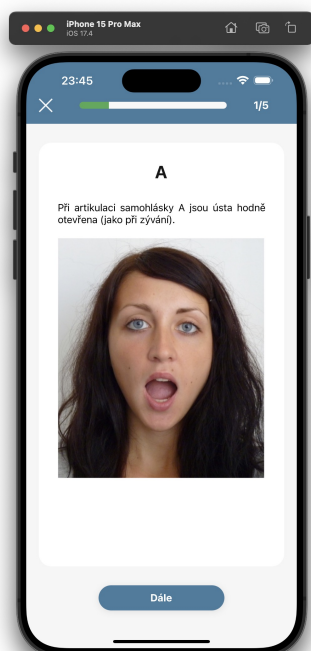 iPhone 15 Pro Max
iOS 17.4
23:45
1/5
A
Při artikulaci samohlásky A jsou ústa hodně
otevřena (jako při zývání).
Dále